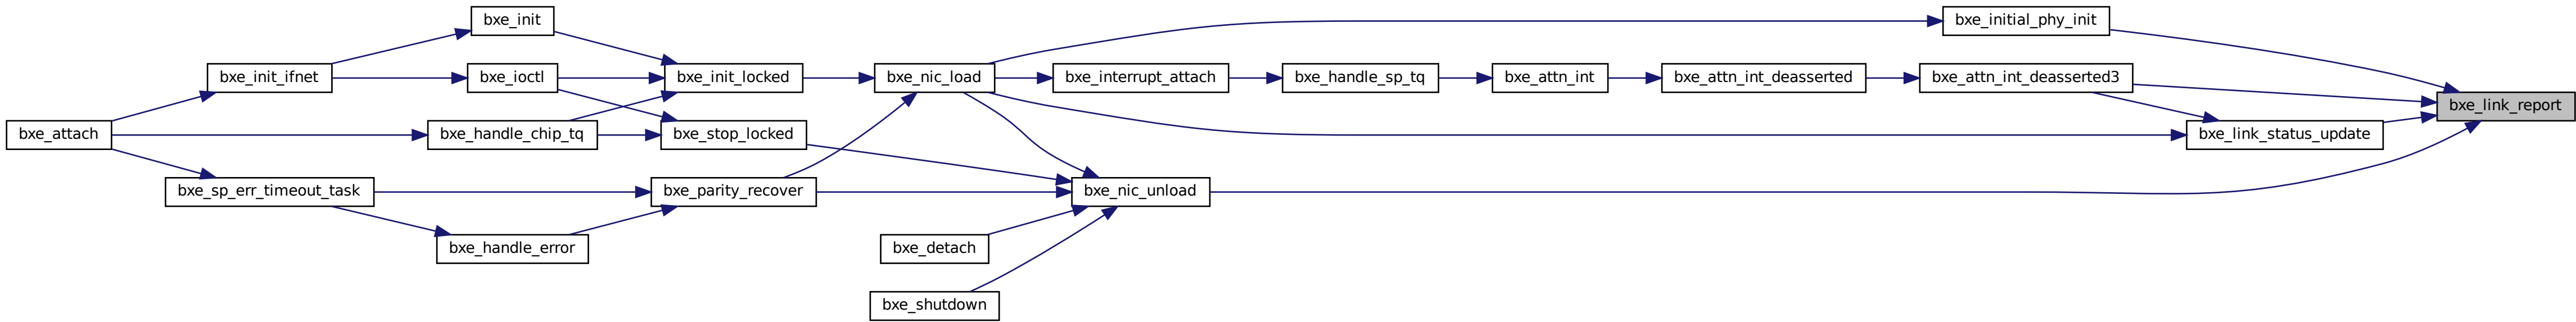 bxe_init
bxe_initial_phy_init
bxe_init_ifnet
bxe_ioctl
bxe_init_locked
bxe_nic_load
bxe_interrupt_attach
bxe_handle_sp_tq
bxe_attn_int
bxe_attn_int_deasserted
bxe_attn_int_deasserted3
bxe_link_report
bxe_attach
bxe_handle_chip_tq
bxe_stop_locked
bxe_link_status_update
bxe_sp_err_timeout_task
bxe_parity_recover
bxe_nic_unload
bxe_handle_error
bxe_detach
bxe_shutdown